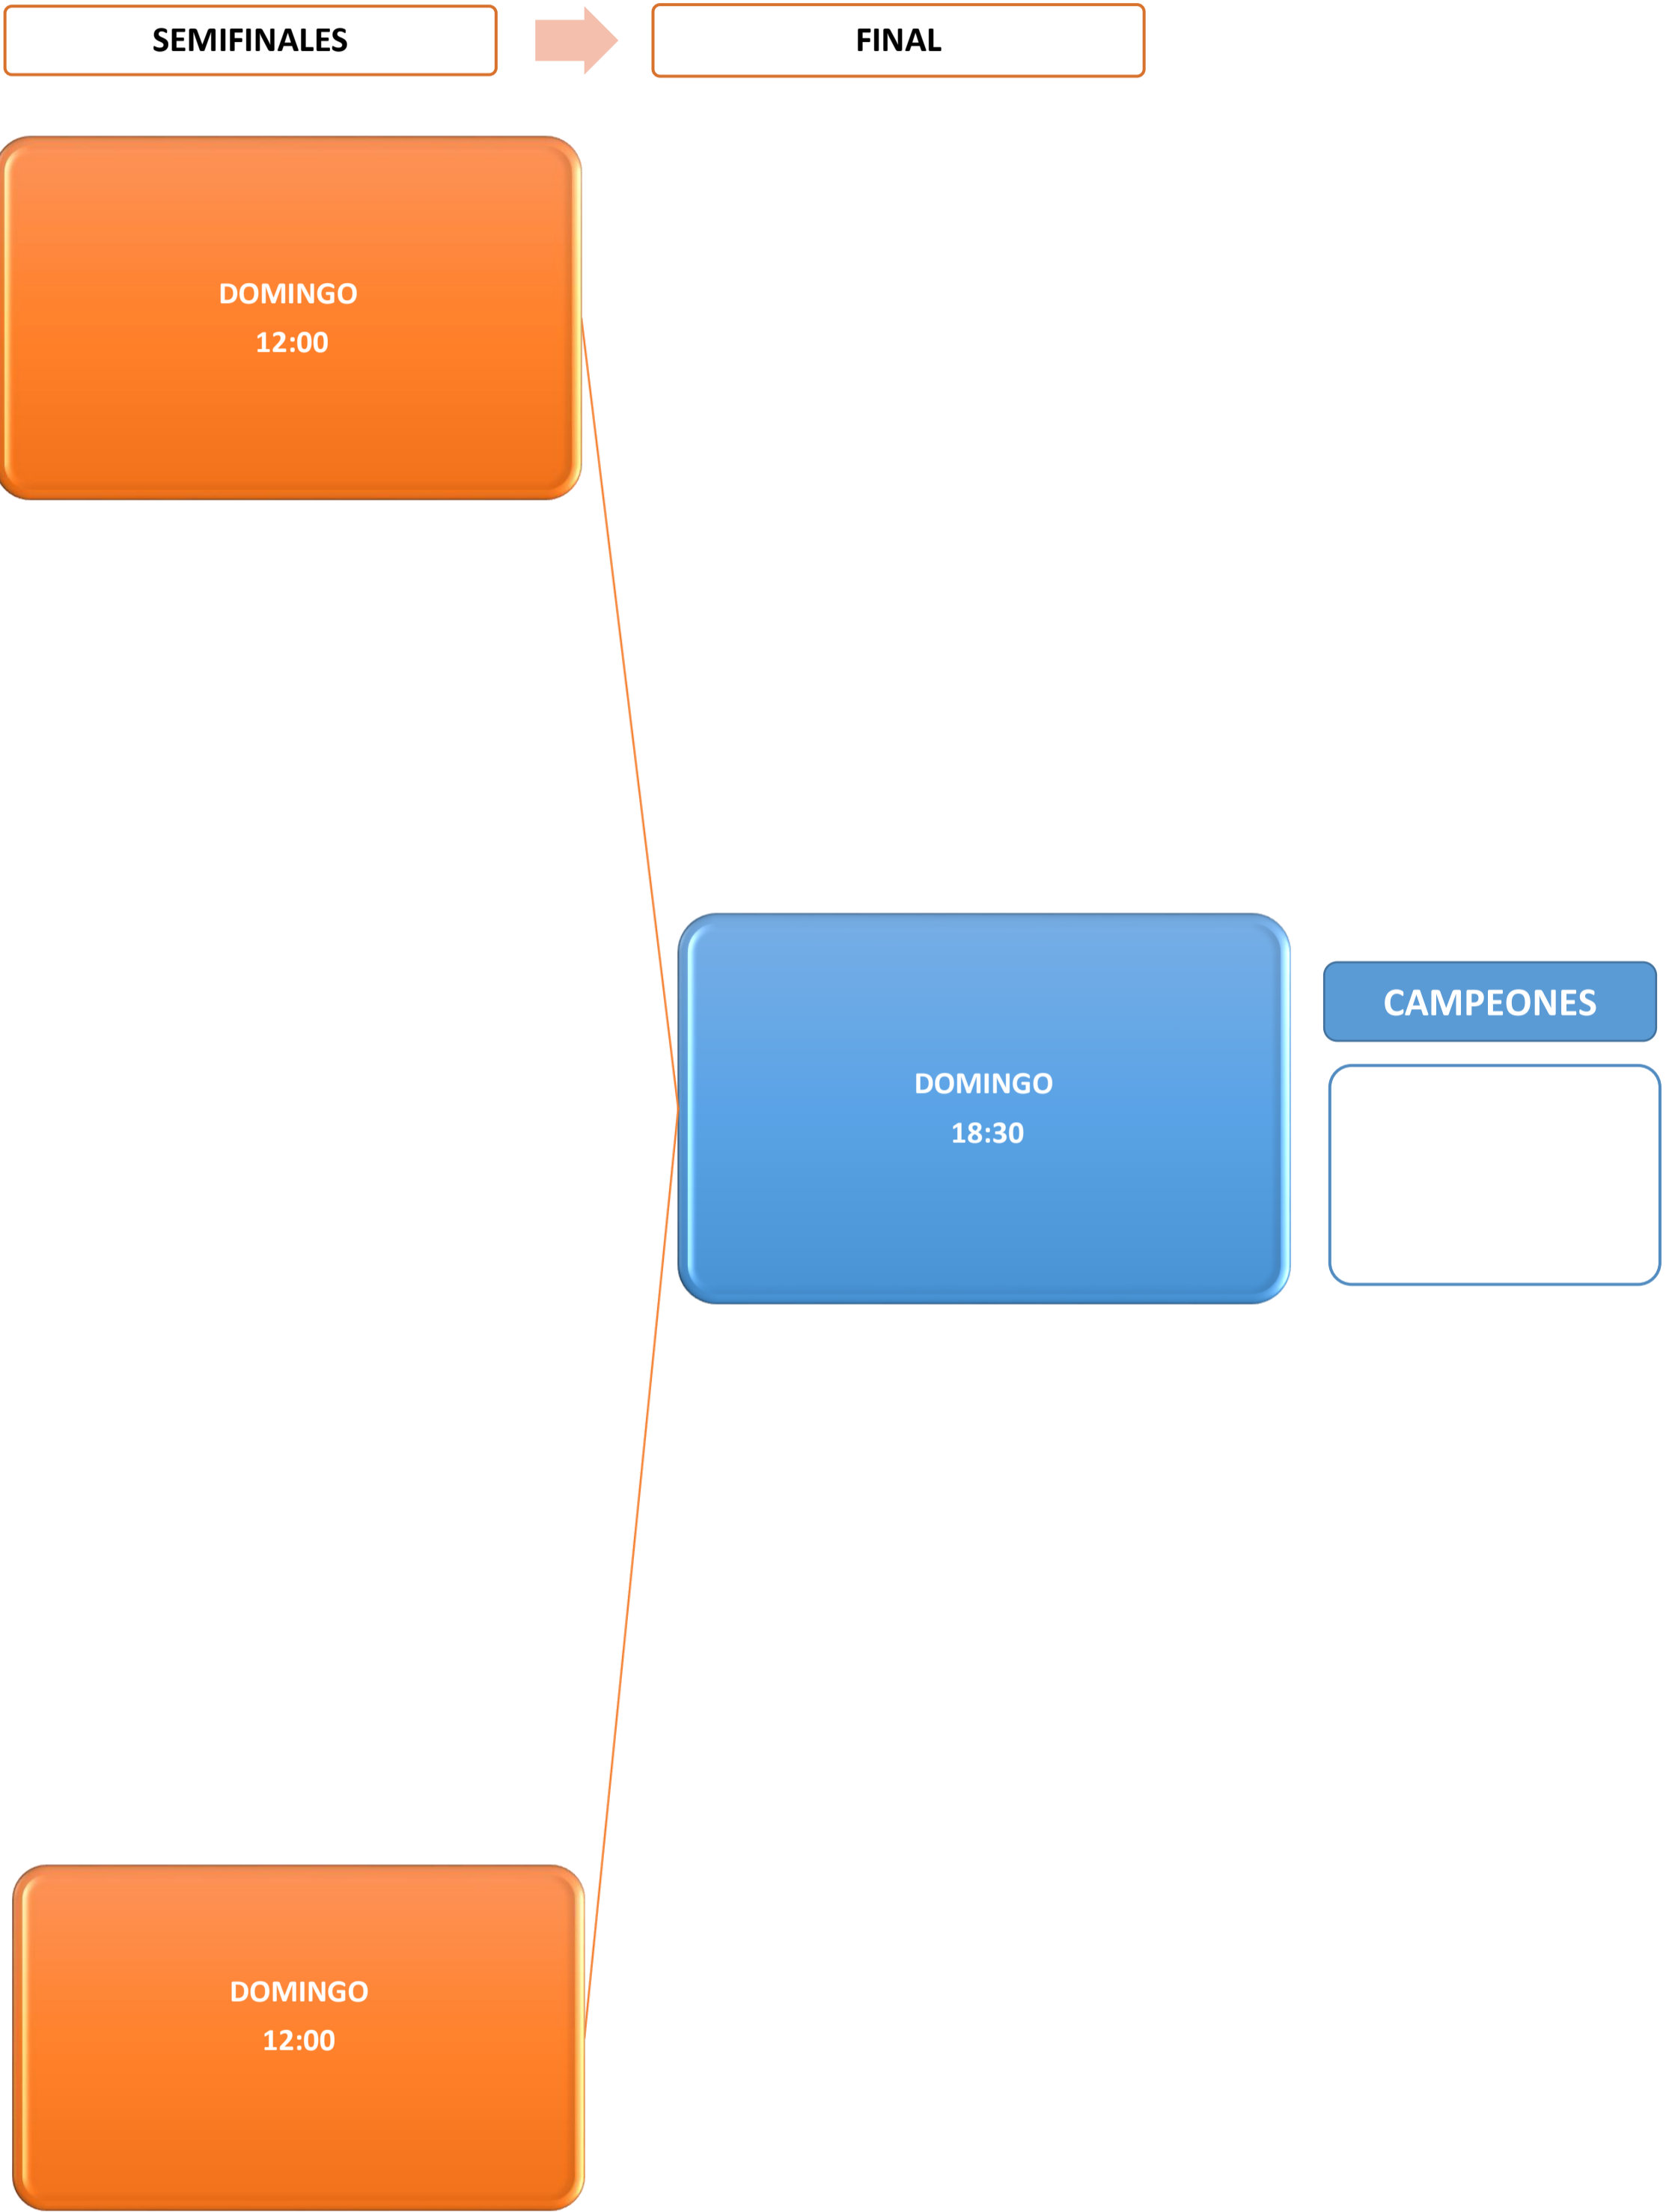 SEMIFINALES
FINAL
DOMINGO
12:00
DOMINGO
18:30
CAMPEONES
DOMINGO
12:00